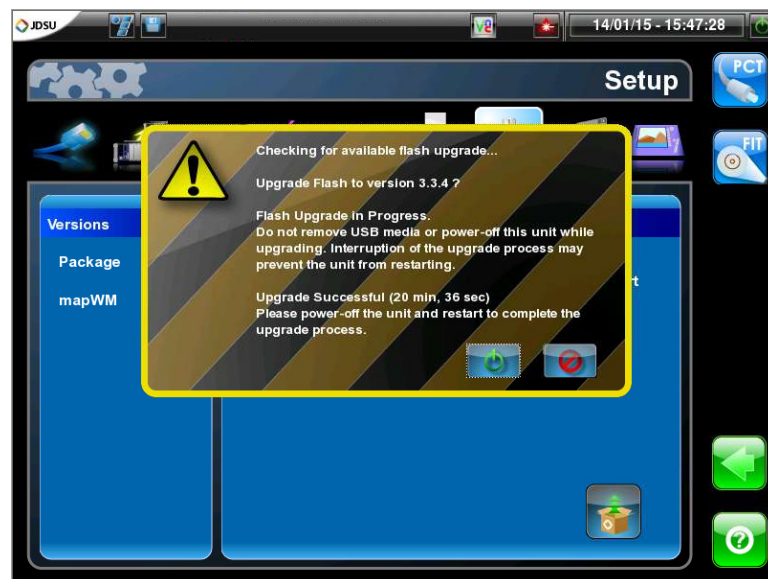 JDSU
V2
14/01/15 - 15:47:28
Setup
PCT
FIT
Checking for available flash upgrade...
Upgrade Flash to version 3.3.4 ?
Flash Upgrade in Progress.
Do not remove USB media or power-off this unit while
upgrading. Interruption of the upgrade process may
prevent the unit from restarting.
Upgrade Successful (20 min, 36 sec)
Please power-off the unit and restart to complete the
upgrade process.
Versions
Package
mapWM